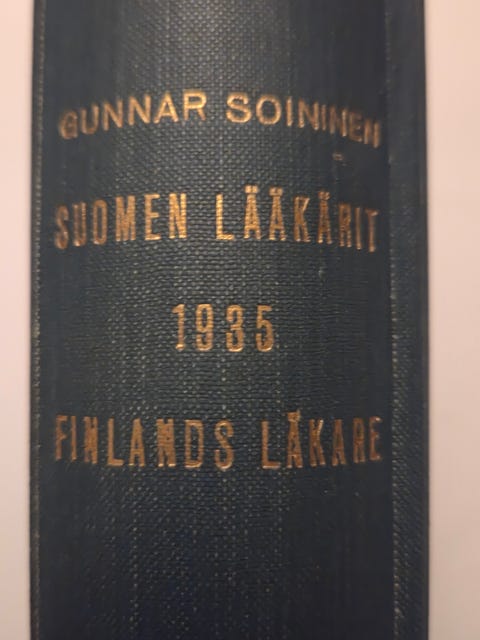 GUNNAR SOININEN
SUOMEN LÄÄKÄRIT
1935
FINLANDS LÄKARE